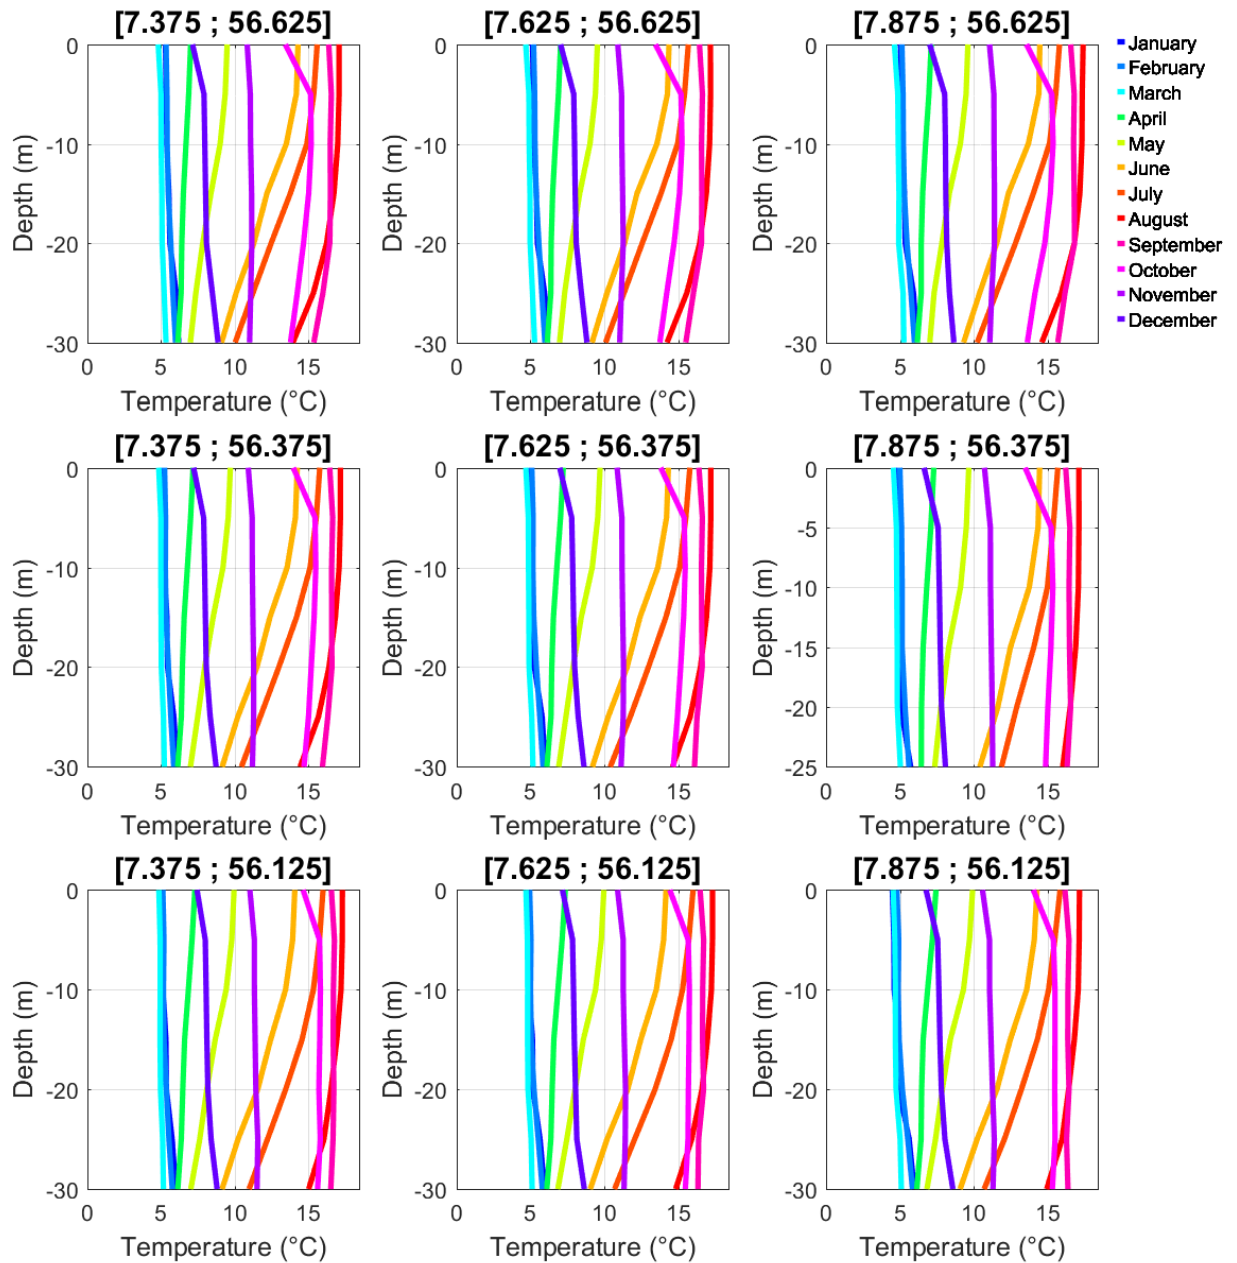 [7.375 ; 56.625]
0
-10
-20
-30
Depth (m)
0 5 10 15
Temperature (°C)
[7.625 ; 56.625]
0
-10
-20
-30
Depth (m)
0 5 10 15
Temperature (°C)
[7.875 ; 56.625]
0
-10
-20
-30
Depth (m)
0 5 10 15
Temperature (°C)
January
February
March
April
May
June
July
August
September
October
November
December
[7.375 ; 56.375]
0
-10
-20
-30
Depth (m)
0 5 10 15
Temperature (°C)
[7.625 ; 56.375]
0
-10
-20
-30
Depth (m)
0 5 10 15
Temperature (°C)
[7.875 ; 56.375]
0
-5
-10
-15
-20
-25
Depth (m)
0 5 10 15
Temperature (°C)
[7.375 ; 56.125]
0
-10
-20
-30
Depth (m)
0 5 10 15
Temperature (°C)
[7.625 ; 56.125]
0
-10
-20
-30
Depth (m)
0 5 10 15
Temperature (°C)
[7.875 ; 56.125]
0
-10
-20
-30
Depth (m)
0 5 10 15
Temperature (°C)